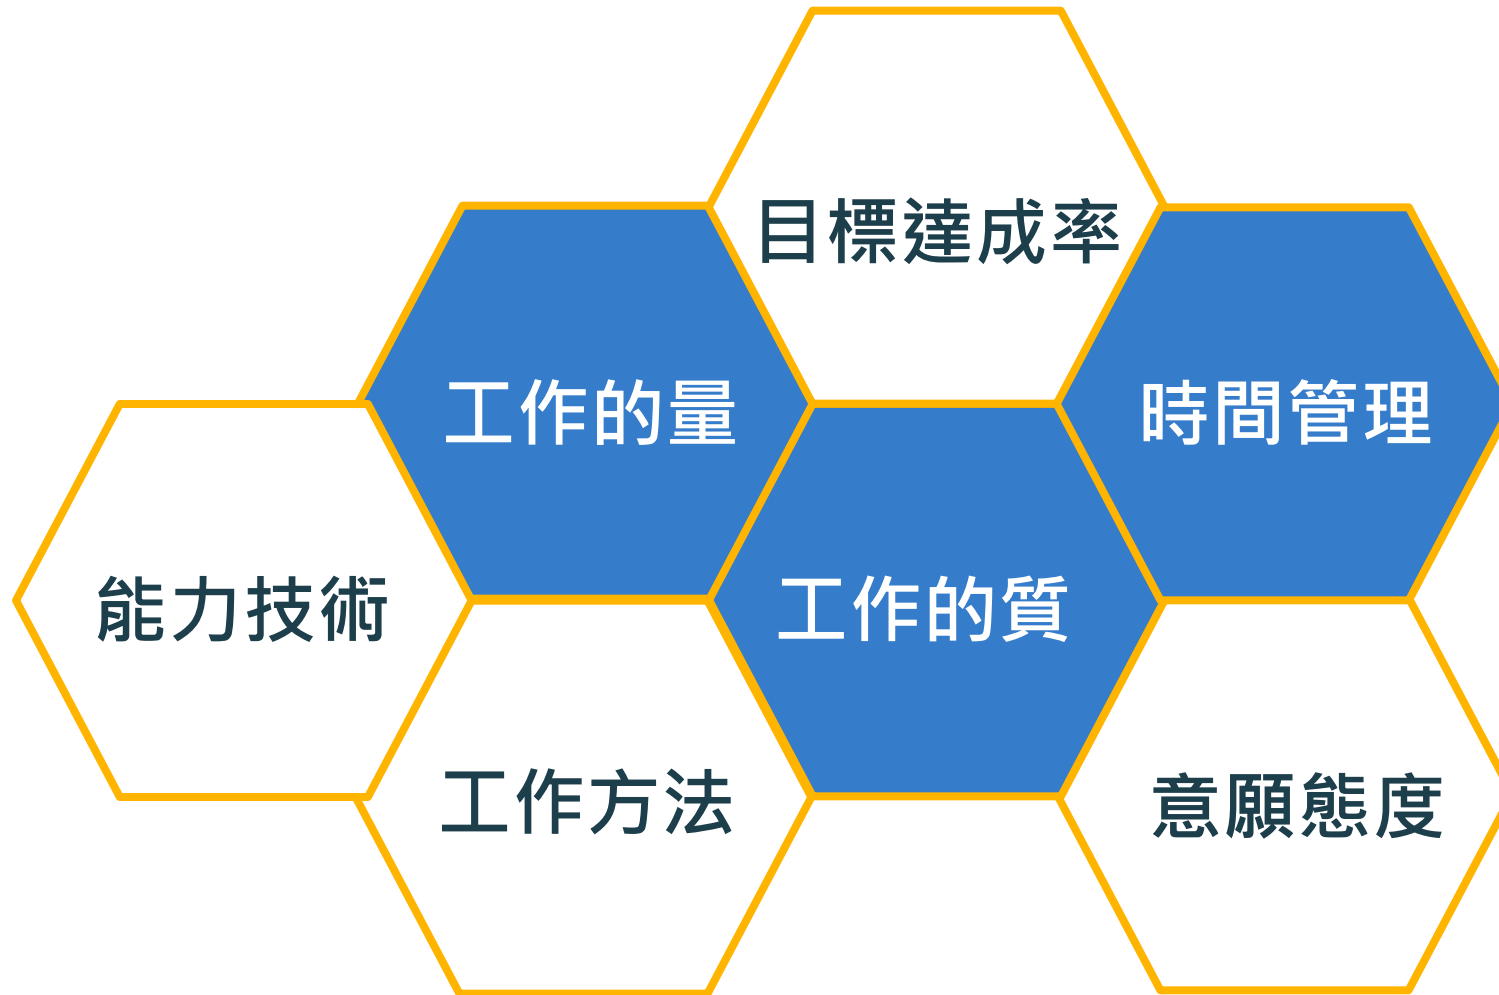 目標達成率
工作的量
時間管理
能力技術
工作的質
工作方法
意願態度